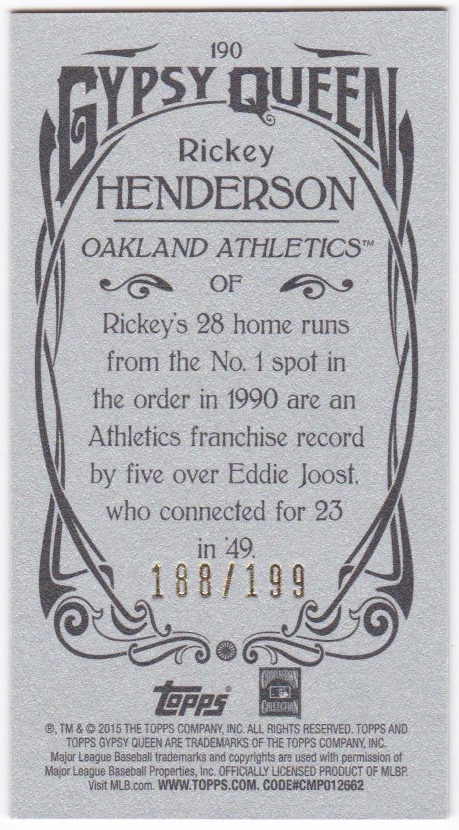 190
GYPSY QUEEN
Rickey
HENDERSON
OAKLAND ATHLETICS™
OF
Rickey's 28 home runs
from the No. 1 spot in
the order in 1990 are an
Athletics franchise record
by five over Eddie Joost,
who connected for 23
in '49.
188/199
topps®
COOPERSTOWN
COLLECTION
®, TM & © 2015 THE TOPPS COMPANY, INC. ALL RIGHTS RESERVED. TOPPS AND
TOPPS GYPSY QUEEN ARE TRADEMARKS OF THE TOPPS COMPANY, INC.
Major League Baseball trademarks and copyrights are used with permission of
Major League Baseball Properties, Inc. OFFICIALLY LICENSED PRODUCT OF MLBP.
Visit MLB.com. WWW.TOPPS.COM. CODE#CMP012662